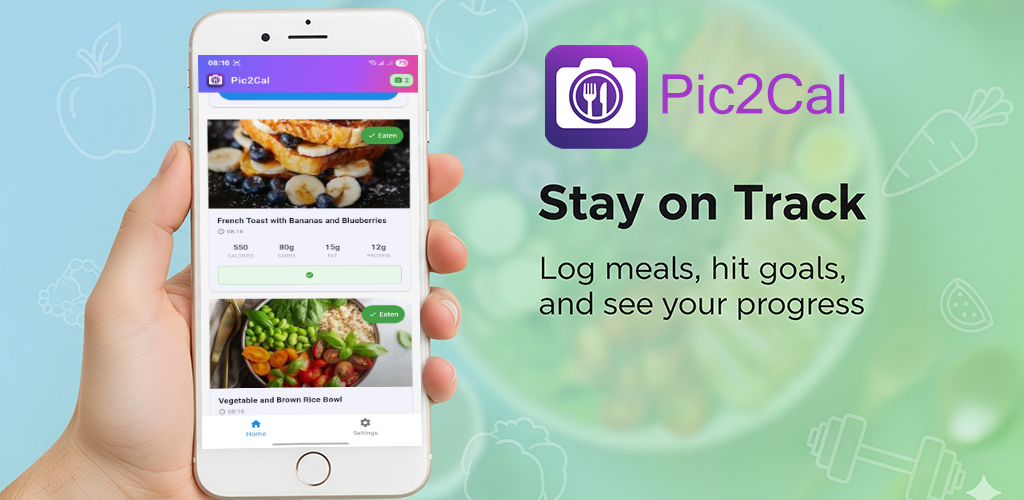 08:16
75
Pic2Cal
2
Eaten
French Toast with Bananas and Blueberries
08:16
550 80g 15g 12g
CALORIES CARBS FAT PROTEIN
Eaten
Vegetable and Brown Rice Bowl
08:16
Home Settings
Pic2Cal
Stay on Track
Log meals, hit goals,
and see your progress